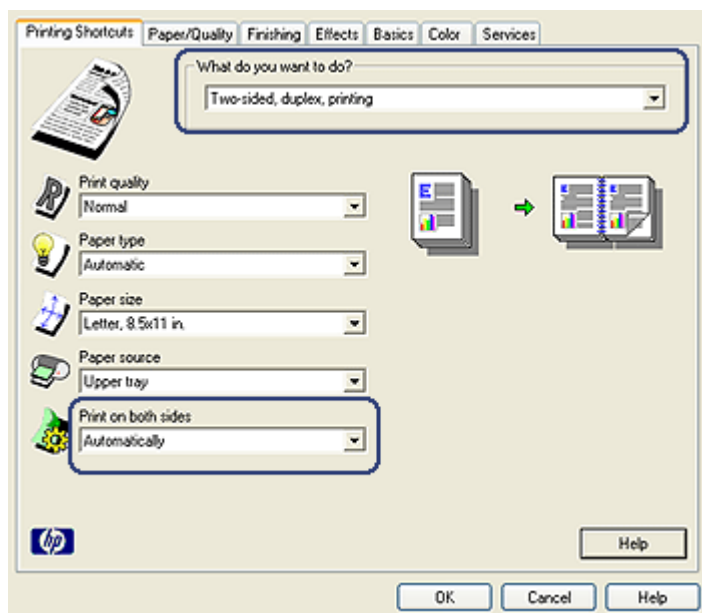 Printing Shortcuts Paper/Quality Finishing Effects Basics Color Services
What do you want to do?
Two-sided, duplex, printing
Print quality
Normal
Paper type
Automatic
Paper size
Letter, 8.5x11 in.
Paper source
Upper tray
Print on both sides
Automatically
hp
Help
OK Cancel Help